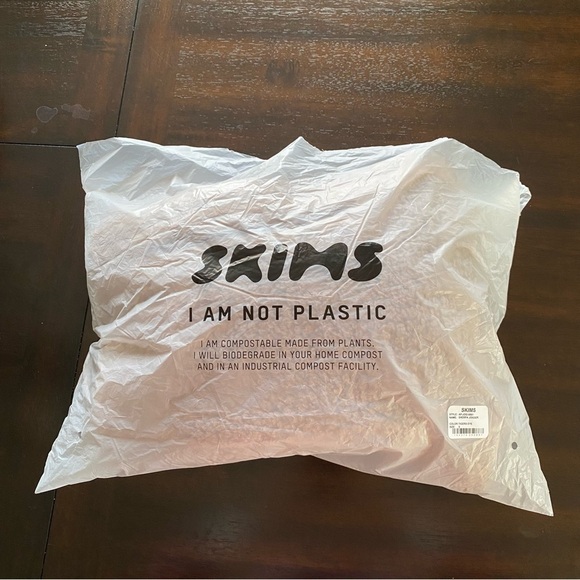 SKIMS
I AM NOT PLASTIC
I AM COMPOSTABLE MADE FROM PLANTS.
I WILL BIODEGRADE IN YOUR HOME COMPOST
AND IN AN INDUSTRIAL COMPOST FACILITY.
SKIMS